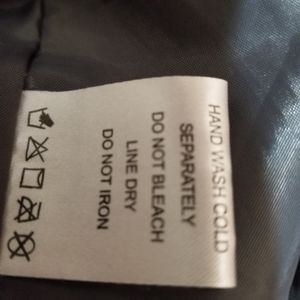 HAND WASH COLD
SEPARATELY
DO NOT BLEACH
LINE DRY
DO NOT IRON